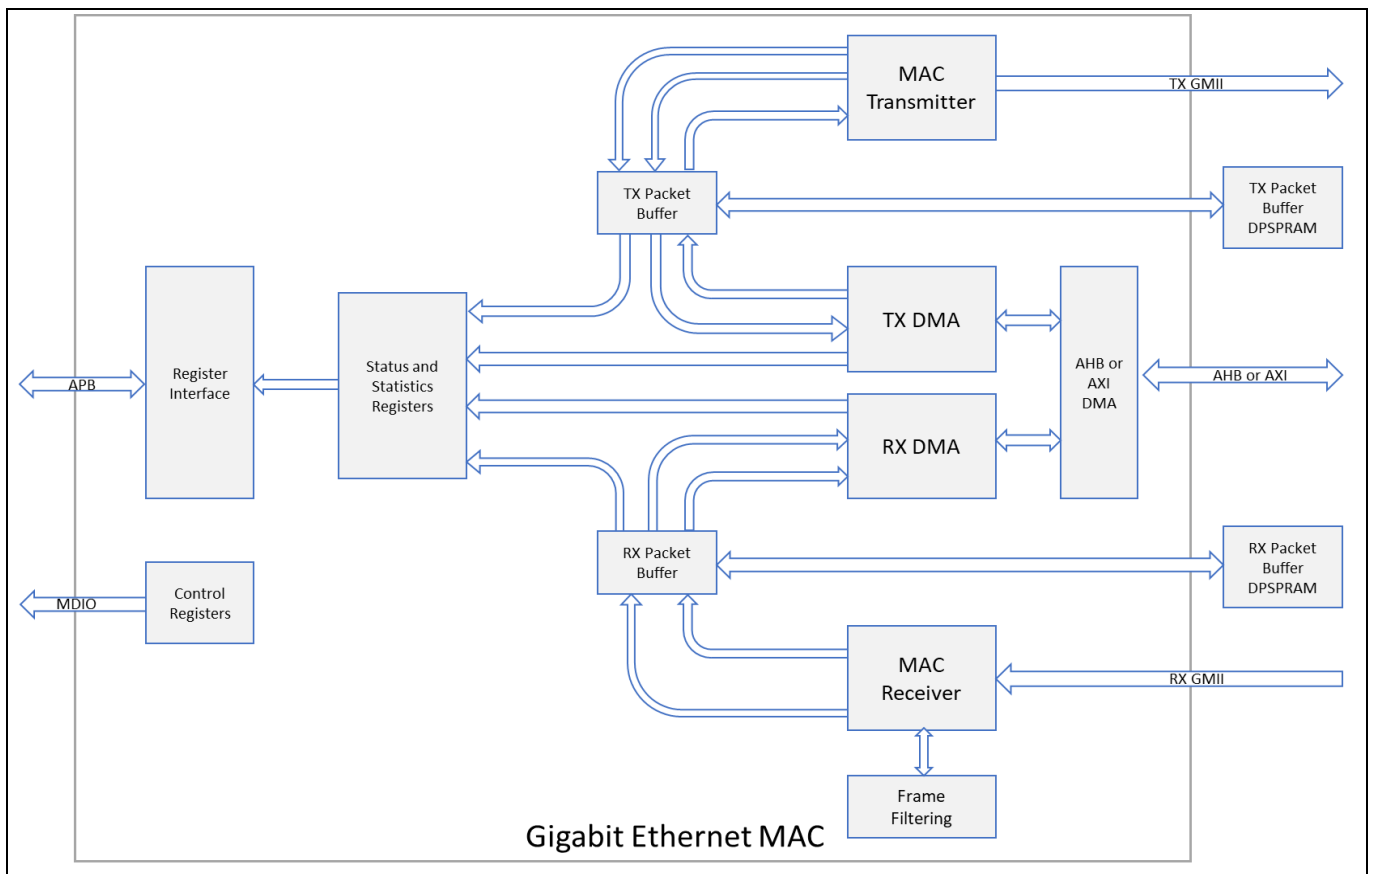 MAC
Transmitter
TX GMII
TX Packet
Buffer
TX Packet
Buffer
DPSPRAM
TX DMA
AHB or
AXI
DMA
AHB or AXI
Register
Interface
APB
Status and
Statistics
Registers
RX DMA
RX Packet
Buffer
RX Packet
Buffer
DPSPRAM
Control
Registers
MDIO
MAC
Receiver
RX GMII
Frame
Filtering
Gigabit Ethernet MAC